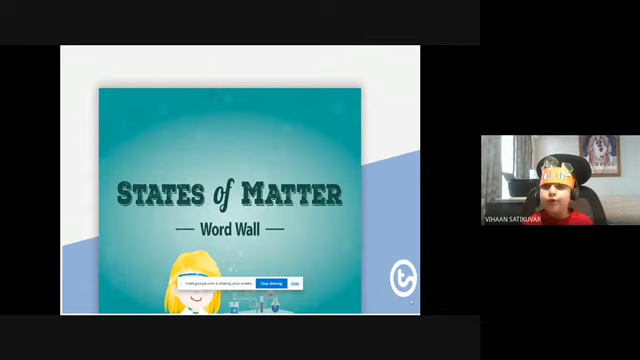 STATES of MATTER
Word Wall
meet.google.com is sharing your screen.
Stop sharing
Hide
VIHAAN SATIKUVAR